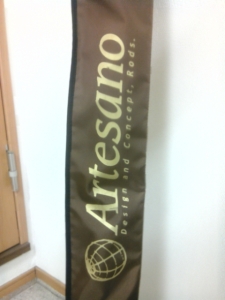 Artesano
Design and Concept, Rods.